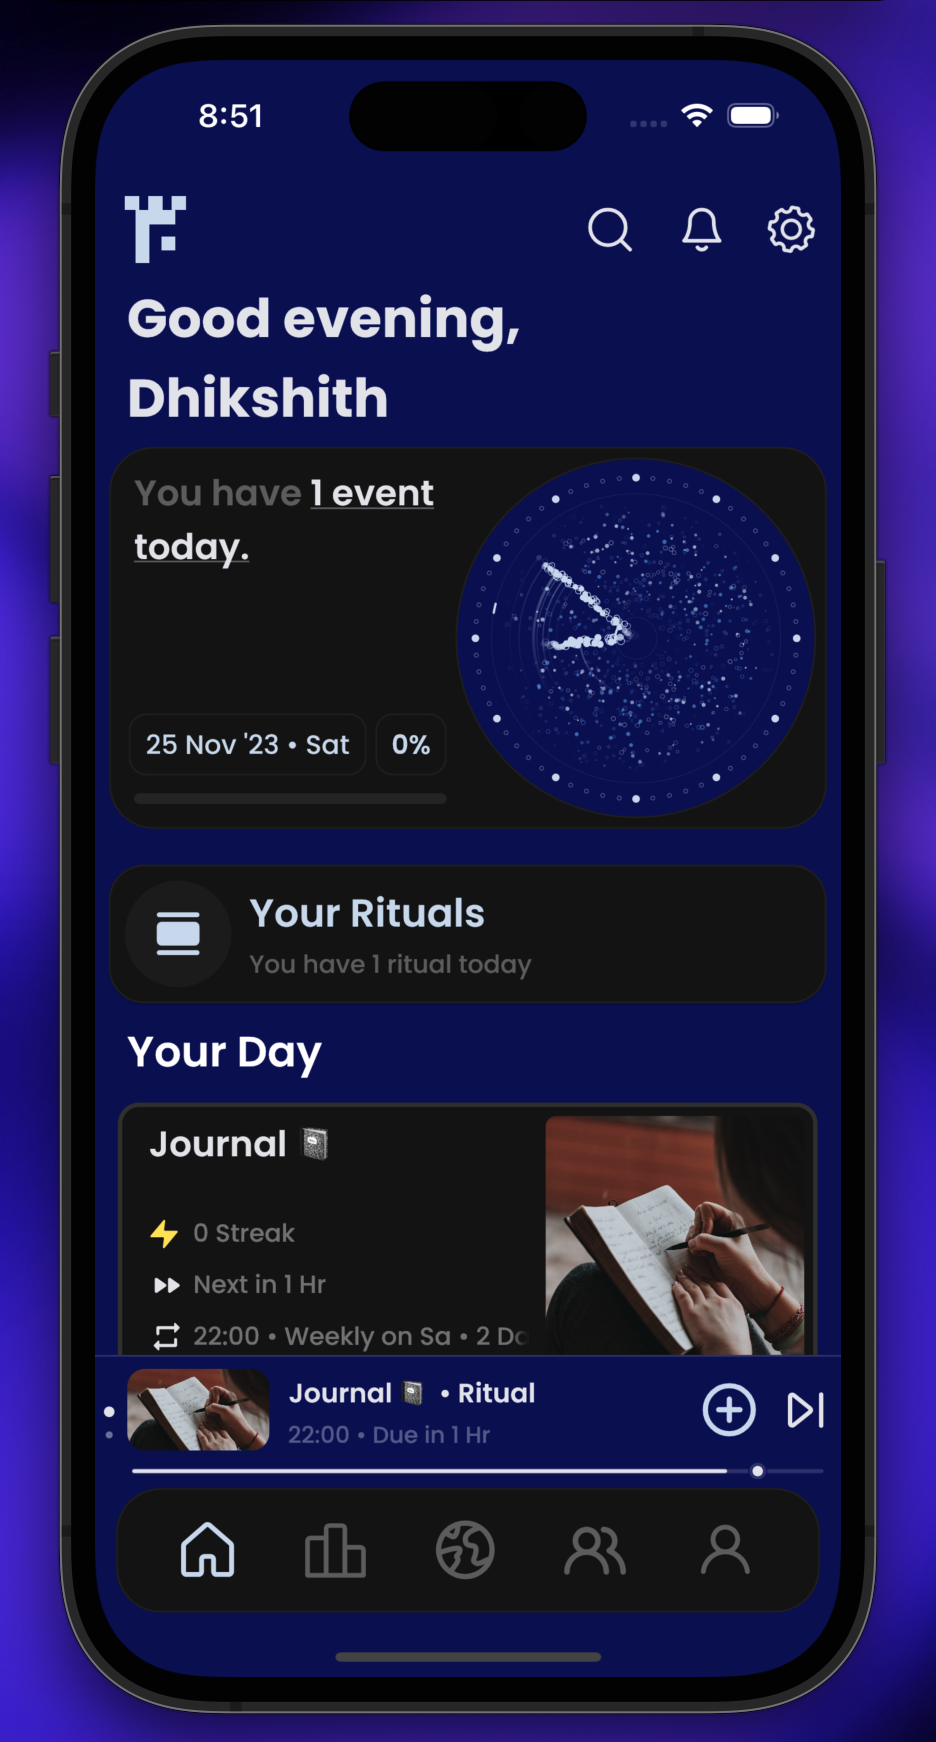 8:51
Good evening,
Dhikshith
You have 1 event
today.
25 Nov '23 • Sat
0%
Your Rituals
You have 1 ritual today
Your Day
Journal
0 Streak
Next in 1 Hr
22:00 • Weekly on Sa • 2
Journal • Ritual
22:00 • Due in 1 Hr